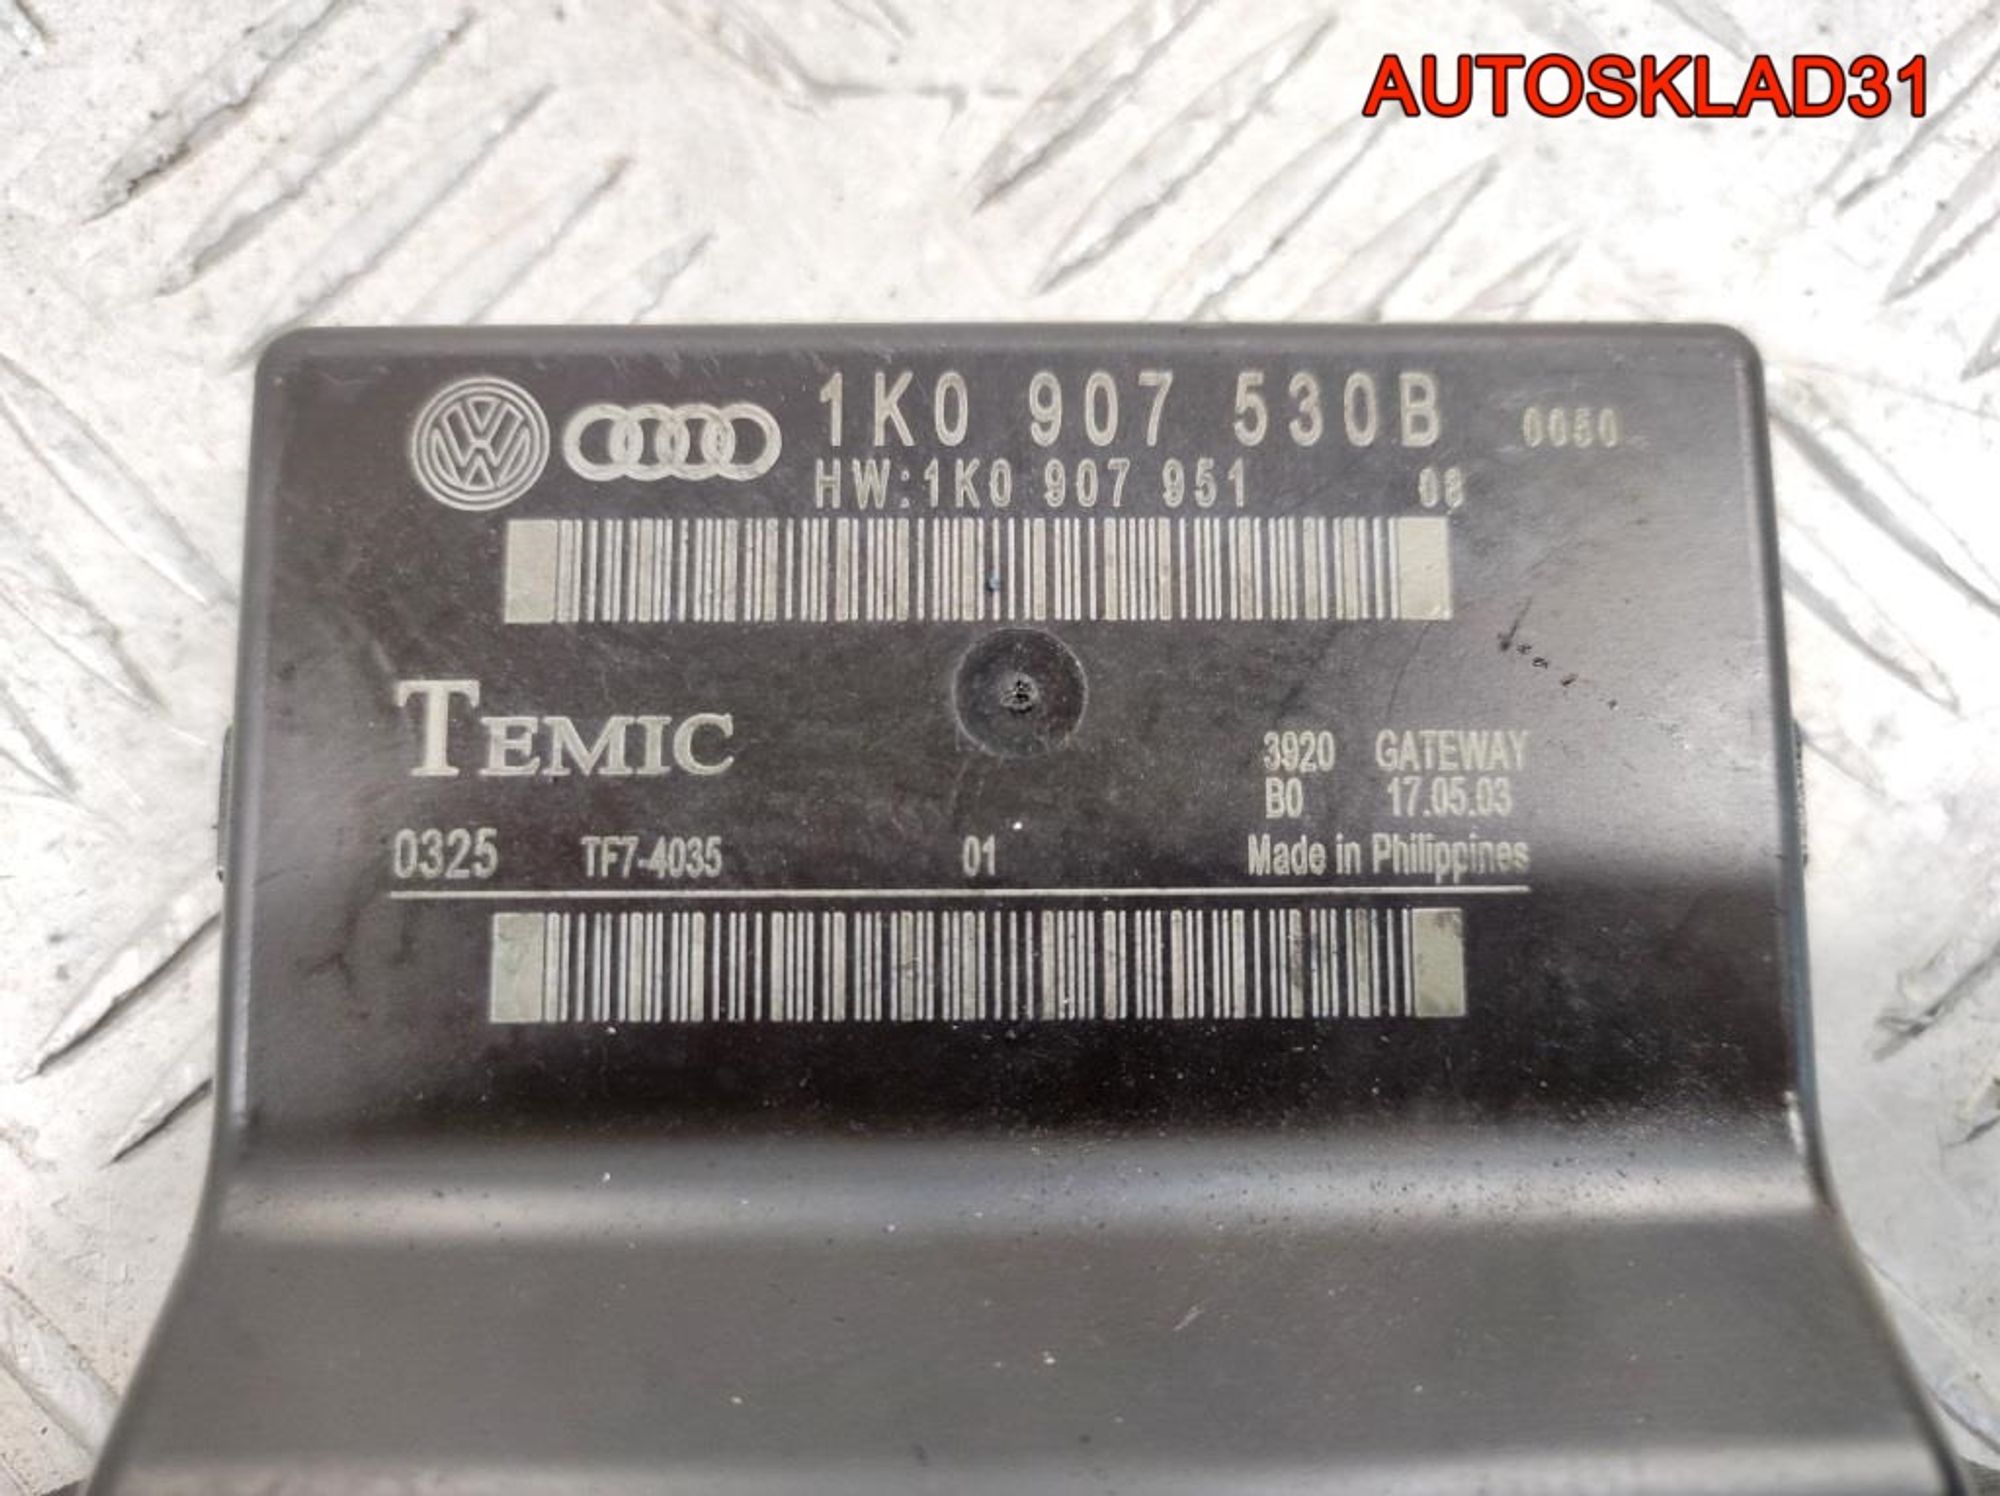 AUTOSKLAD31
1K0 907 530B 0050
HW:1K0 907 951 08
TEMIC
3920 GATEWAY
B0 17.05.03
0325 TF7-4035 01 Made in Philippines